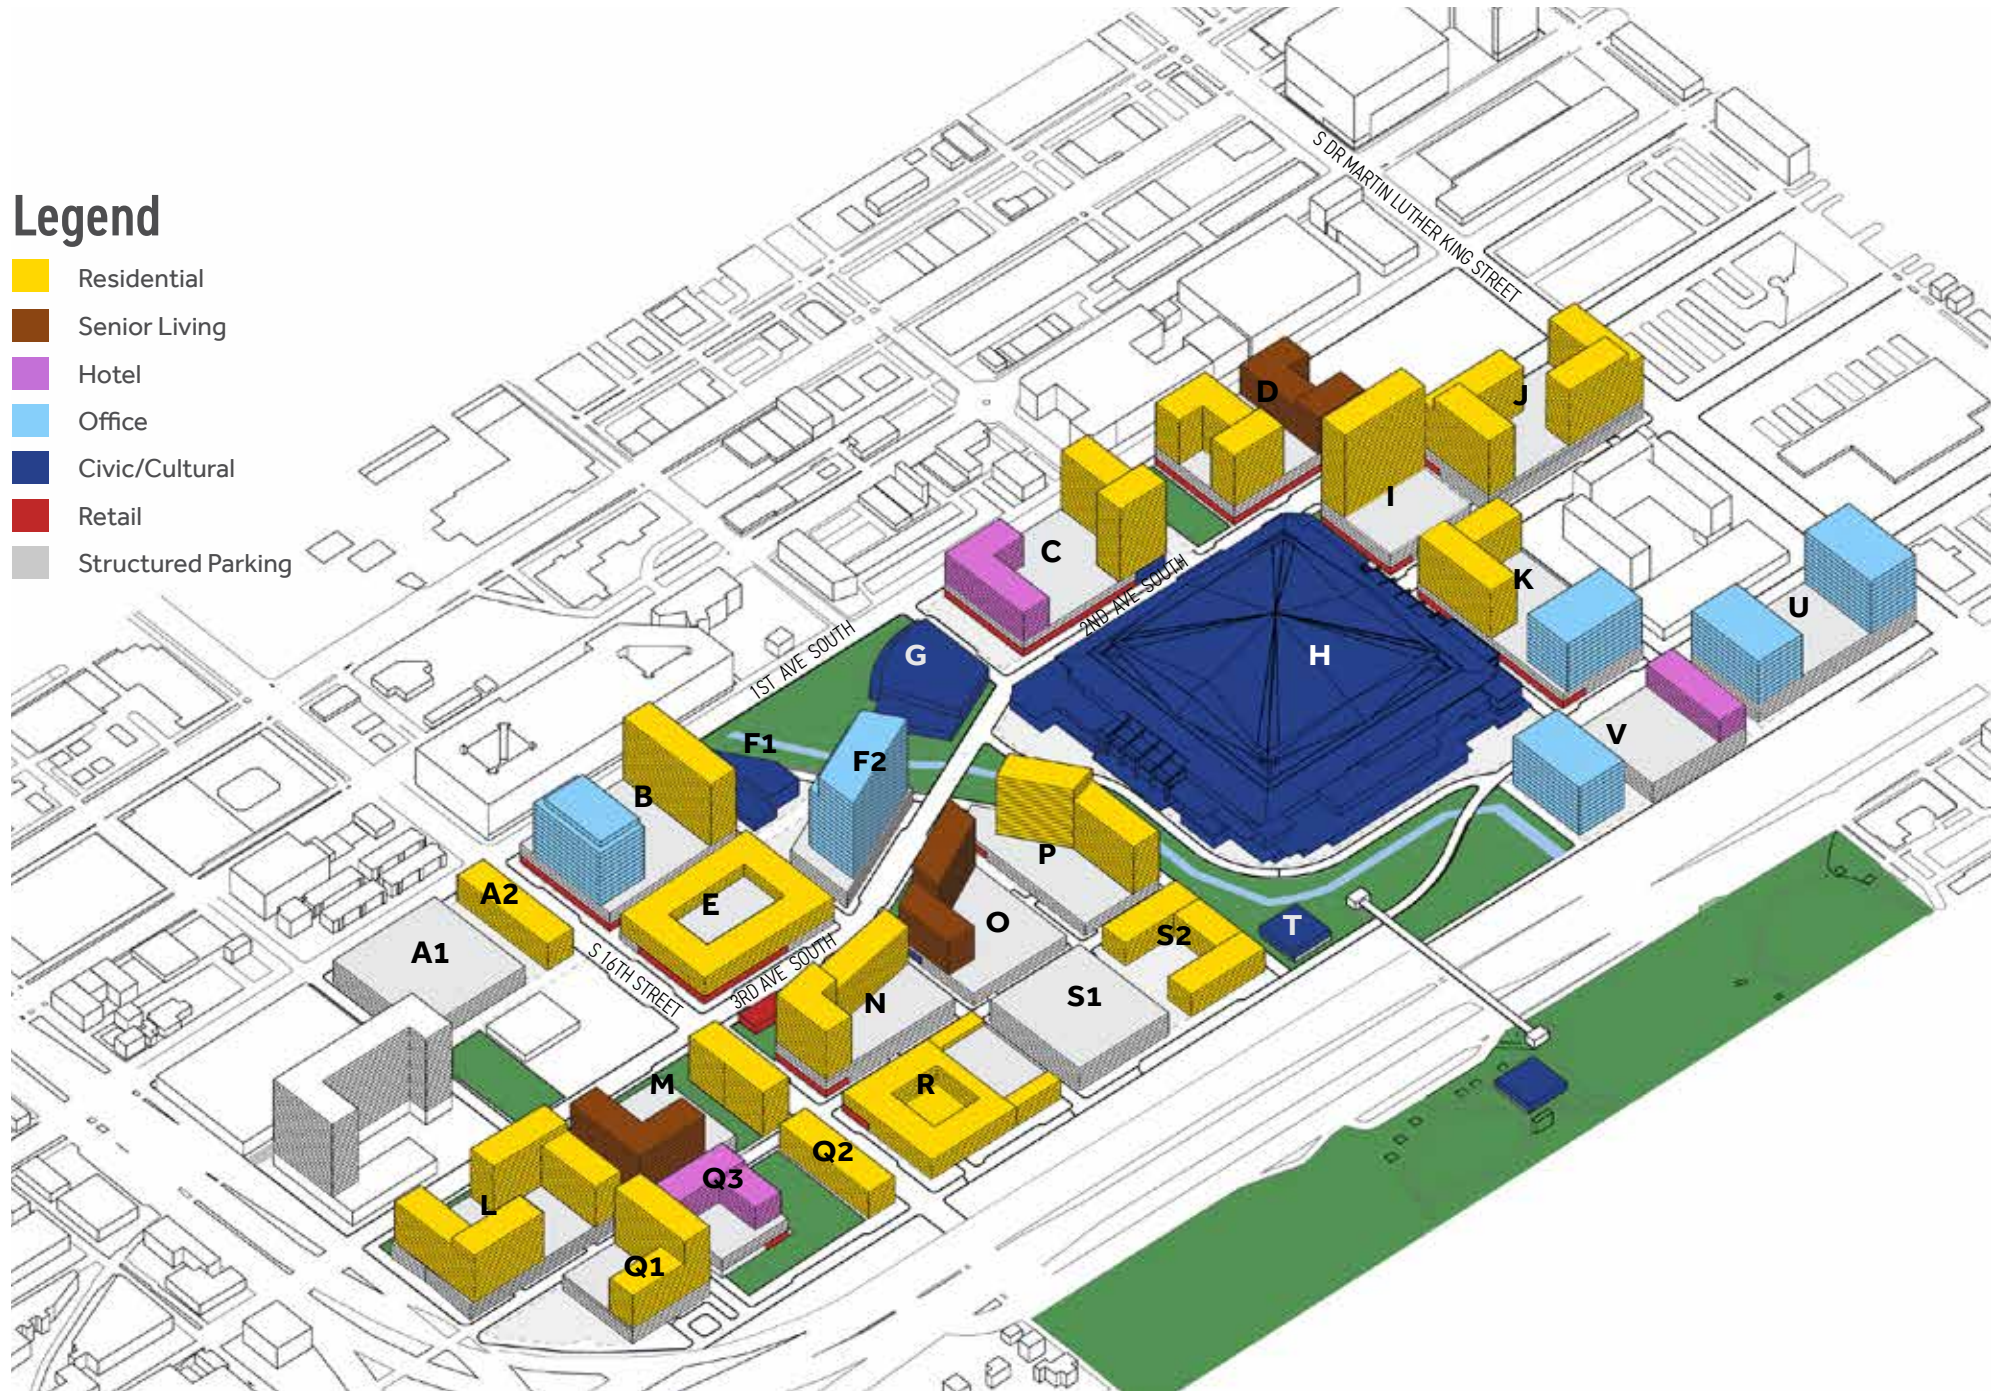 Legend
Residential
Senior Living
Hotel
Office
Civic/Cultural
Retail
Structured Parking
S DR MARTIN LUTHER KING STREET
D
J
I
C
K
2ND AVE SOUTH
U
1ST AVE SOUTH
G
H
F1
F2
V
B
P
A2
E
O
T
S2
A1
S 16TH STREET
3RD AVE SOUTH
N
S1
M
R
Q2
Q3
L
Q1